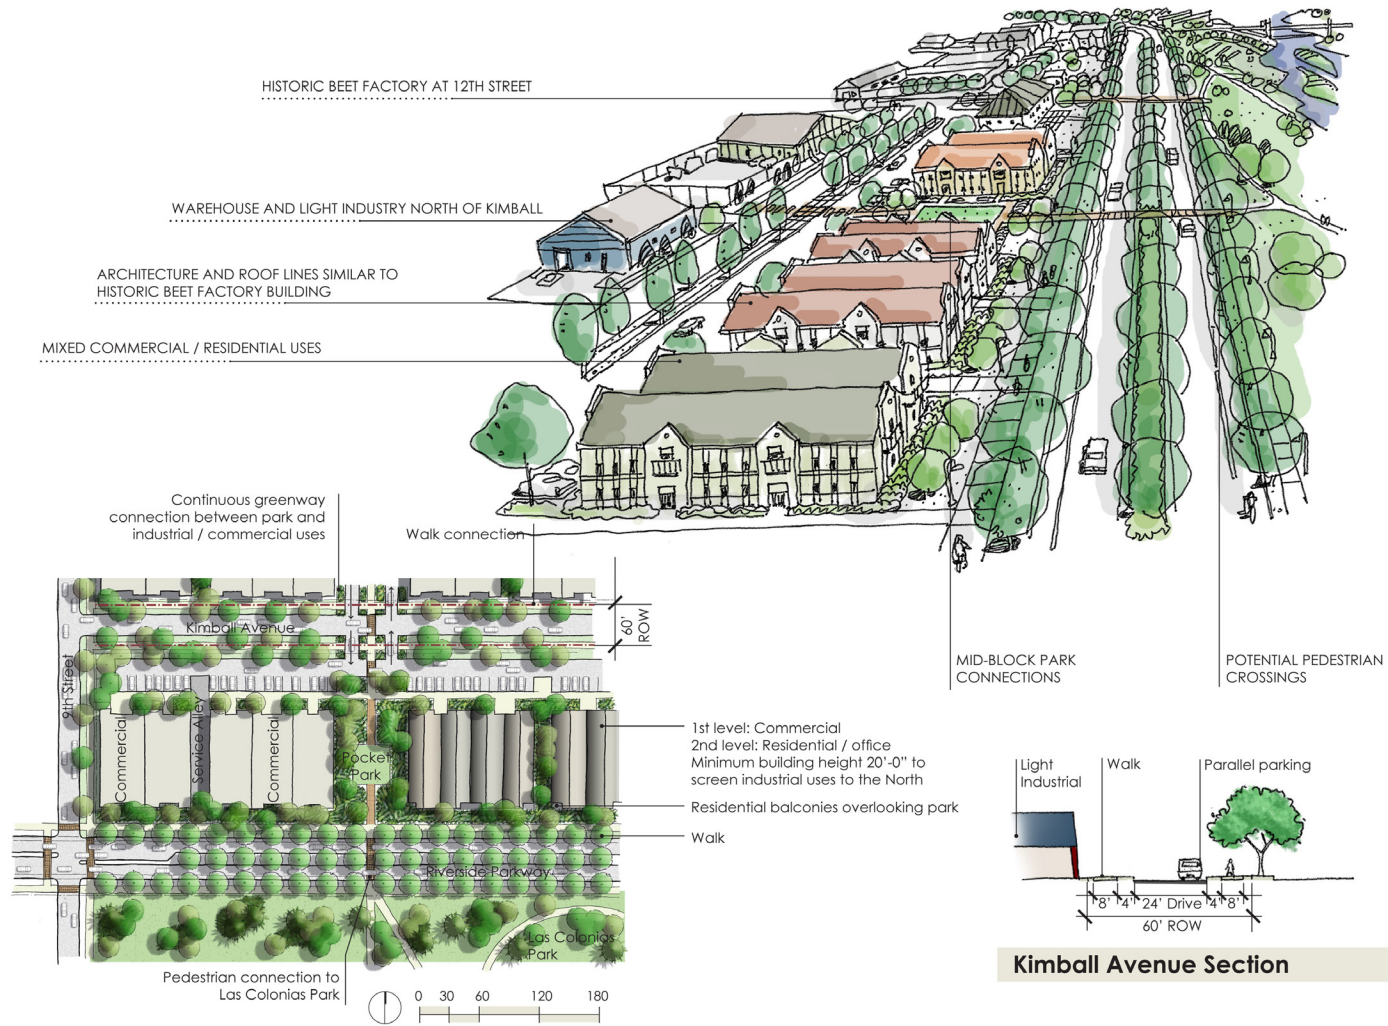 HISTORIC BEET FACTORY AT 12TH STREET
WAREHOUSE AND LIGHT INDUSTRY NORTH OF KIMBALL
ARCHITECTURE AND ROOF LINES SIMILAR TO
HISTORIC BEET FACTORY BUILDING
MIXED COMMERCIAL / RESIDENTIAL USES
Continuous greenway
connection between park and
industrial / commercial uses
Walk connection
Kimball Avenue
60'
ROW
9th Street
Commercial
Service Alley
Commercial
Pocket
Park
1st level: Commercial
2nd level: Residential / office
Minimum building height 20'-0" to
screen industrial uses to the North
Residential balconies overlooking park
Walk
Riverside Parkway
Las Colonias
Park
Pedestrian connection to
Las Colonias Park
0 30 60 120 180
MID-BLOCK PARK
CONNECTIONS
POTENTIAL PEDESTRIAN
CROSSINGS
Light
Industrial
Walk
Parallel parking
8' 4' 24' Drive 4' 8'
60' ROW
Kimball Avenue Section